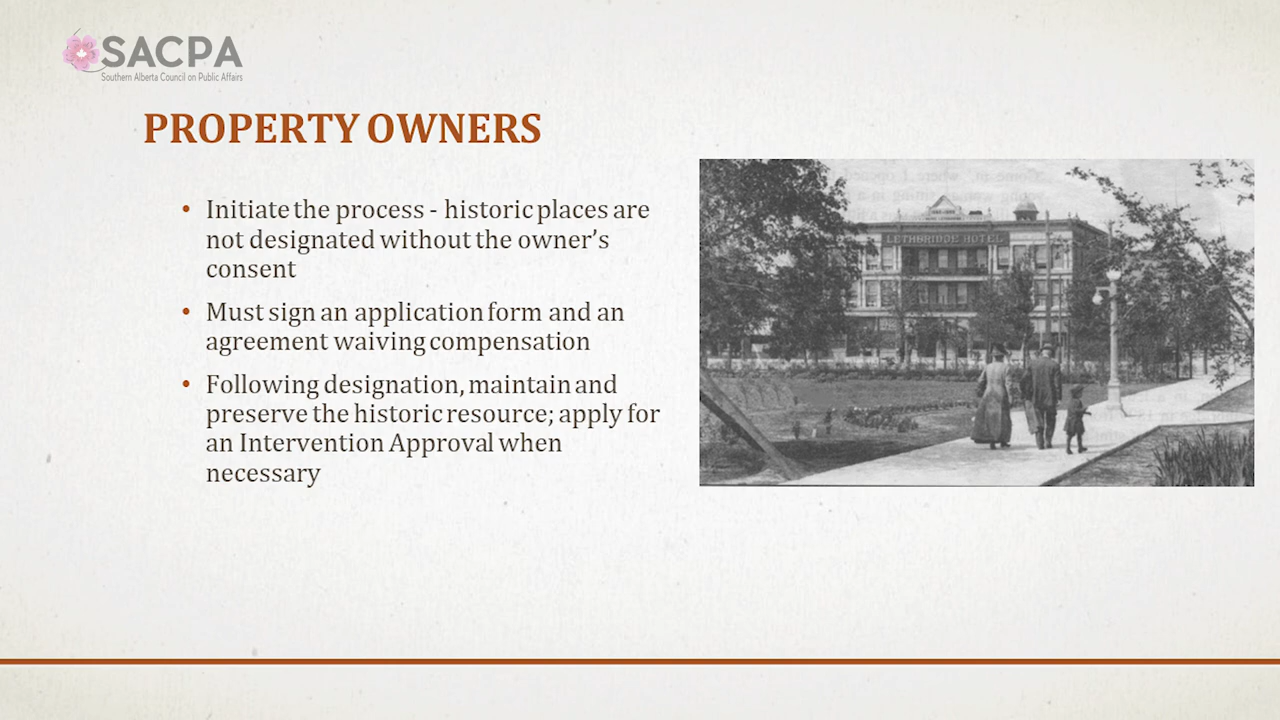 SACPA
Southern Alberta Council on Public Affairs
PROPERTY OWNERS
• Initiate the process - historic places are
not designated without the owner's
consent
• Must sign an application form and an
agreement waiving compensation
• Following designation, maintain and
preserve the historic resource; apply for
an Intervention Approval when
necessary
LETHBRIDGE HOTEL